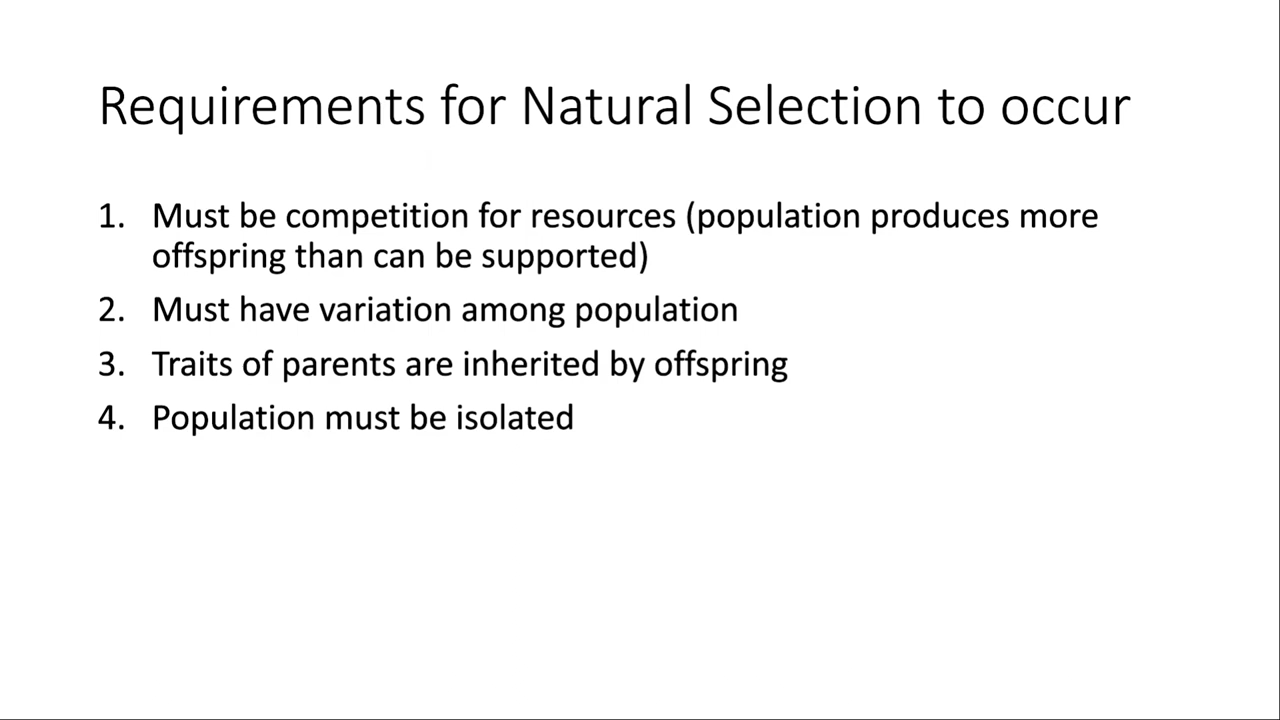 Requirements for Natural Selection to occur
1. Must be competition for resources (population produces more
offspring than can be supported)
2. Must have variation among population
3. Traits of parents are inherited by offspring
4. Population must be isolated